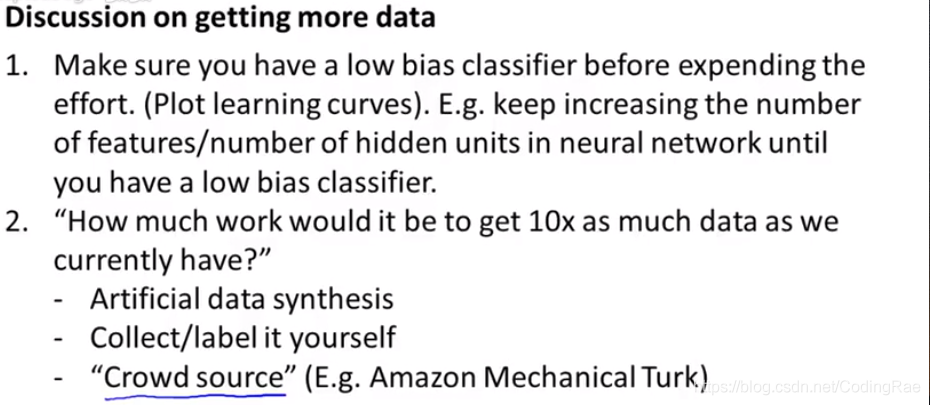 Discussion on getting more data
1. Make sure you have a low bias classifier before expending the
effort. (Plot learning curves). E.g. keep increasing the number
of features/number of hidden units in neural network until
you have a low bias classifier.
2. “How much work would it be to get 10x as much data as we
currently have?”
- Artificial data synthesis
- Collect/label it yourself
- “Crowd source” (E.g. Amazon Mechanical Turk)
https://blog.csdn.net/CodingRae